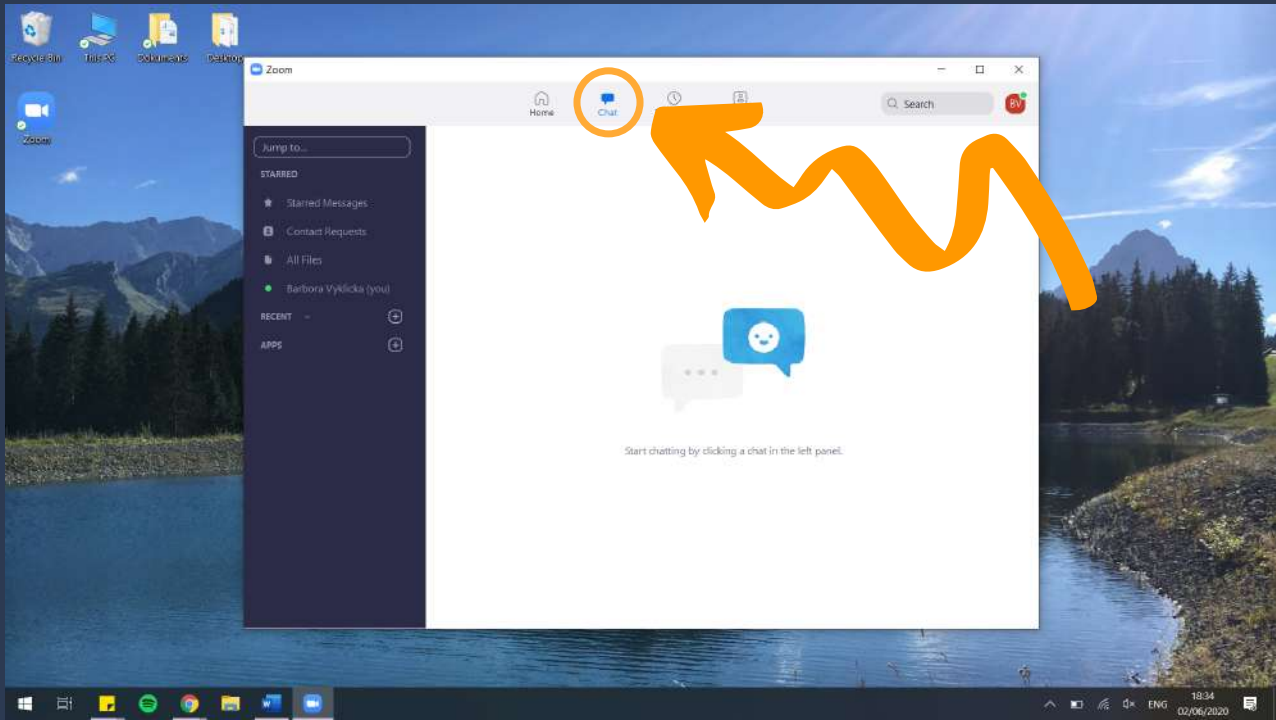 Recycle Bin
This PC
Dokuments
Desktop
Zoom
Zoom
Home
Chat
Search
BV
Jump to...
STARRED
Starred Messages
Contact Requests
All Files
Barbora Vyklicka (you)
RECENT
APPS
Start chatting by clicking a chat in the left panel.
ENG
18:34
02/06/2020